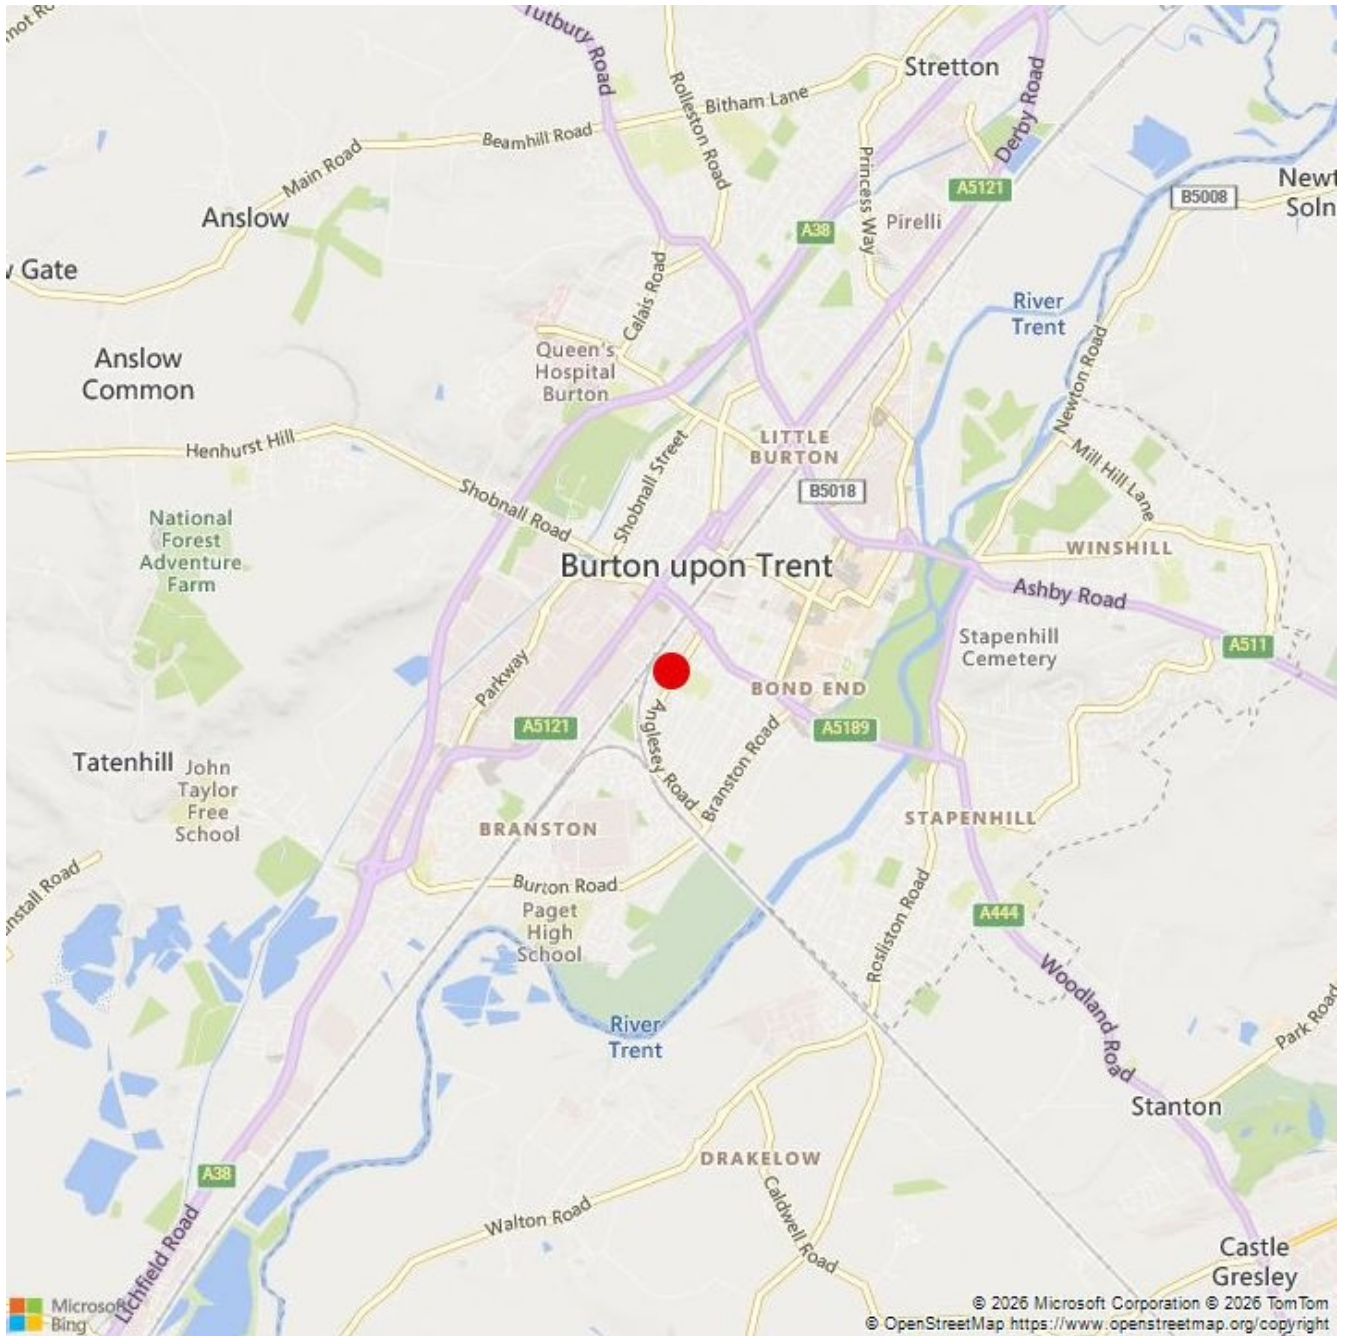 Tutbury Road
Stretton
Rolleston Road
Bitham Lane
Derby Road
Beamhill Road
Main Road
Princess Way
A5121
B5008
Anslow
A38
Pirelli
Gate
Calais Road
River
Trent
Queen's
Hospital
Burton
Anslow
Common
Newton Road
Henhurst Hill
LITTLE
BURTON
Mill Hill Lane
Shobnall Street
Shobnall Road
B5018
National
Forest
Adventure
Farm
WINSHILL
Burton upon Trent
Ashby Road
Stapenhill
Cemetery
A511
Parkway
BOND END
Anglesey Road
A5121
A5189
Branston Road
Tatenhill
John
Taylor
Free
School
STAPENHILL
BRANSTON
Burton Road
Paget
High
School
Rosliston Road
A444
Woodland Road
River
Trent
Park Road
Stanton
DRAKELOW
A38
Caldwell Road
Walton Road
Lichfield Road
Castle
Gresley
Microsoft
Bing
© 2026 Microsoft Corporation © 2026 TomTom
© OpenStreetMap https://www.openstreetmap.org/copyright